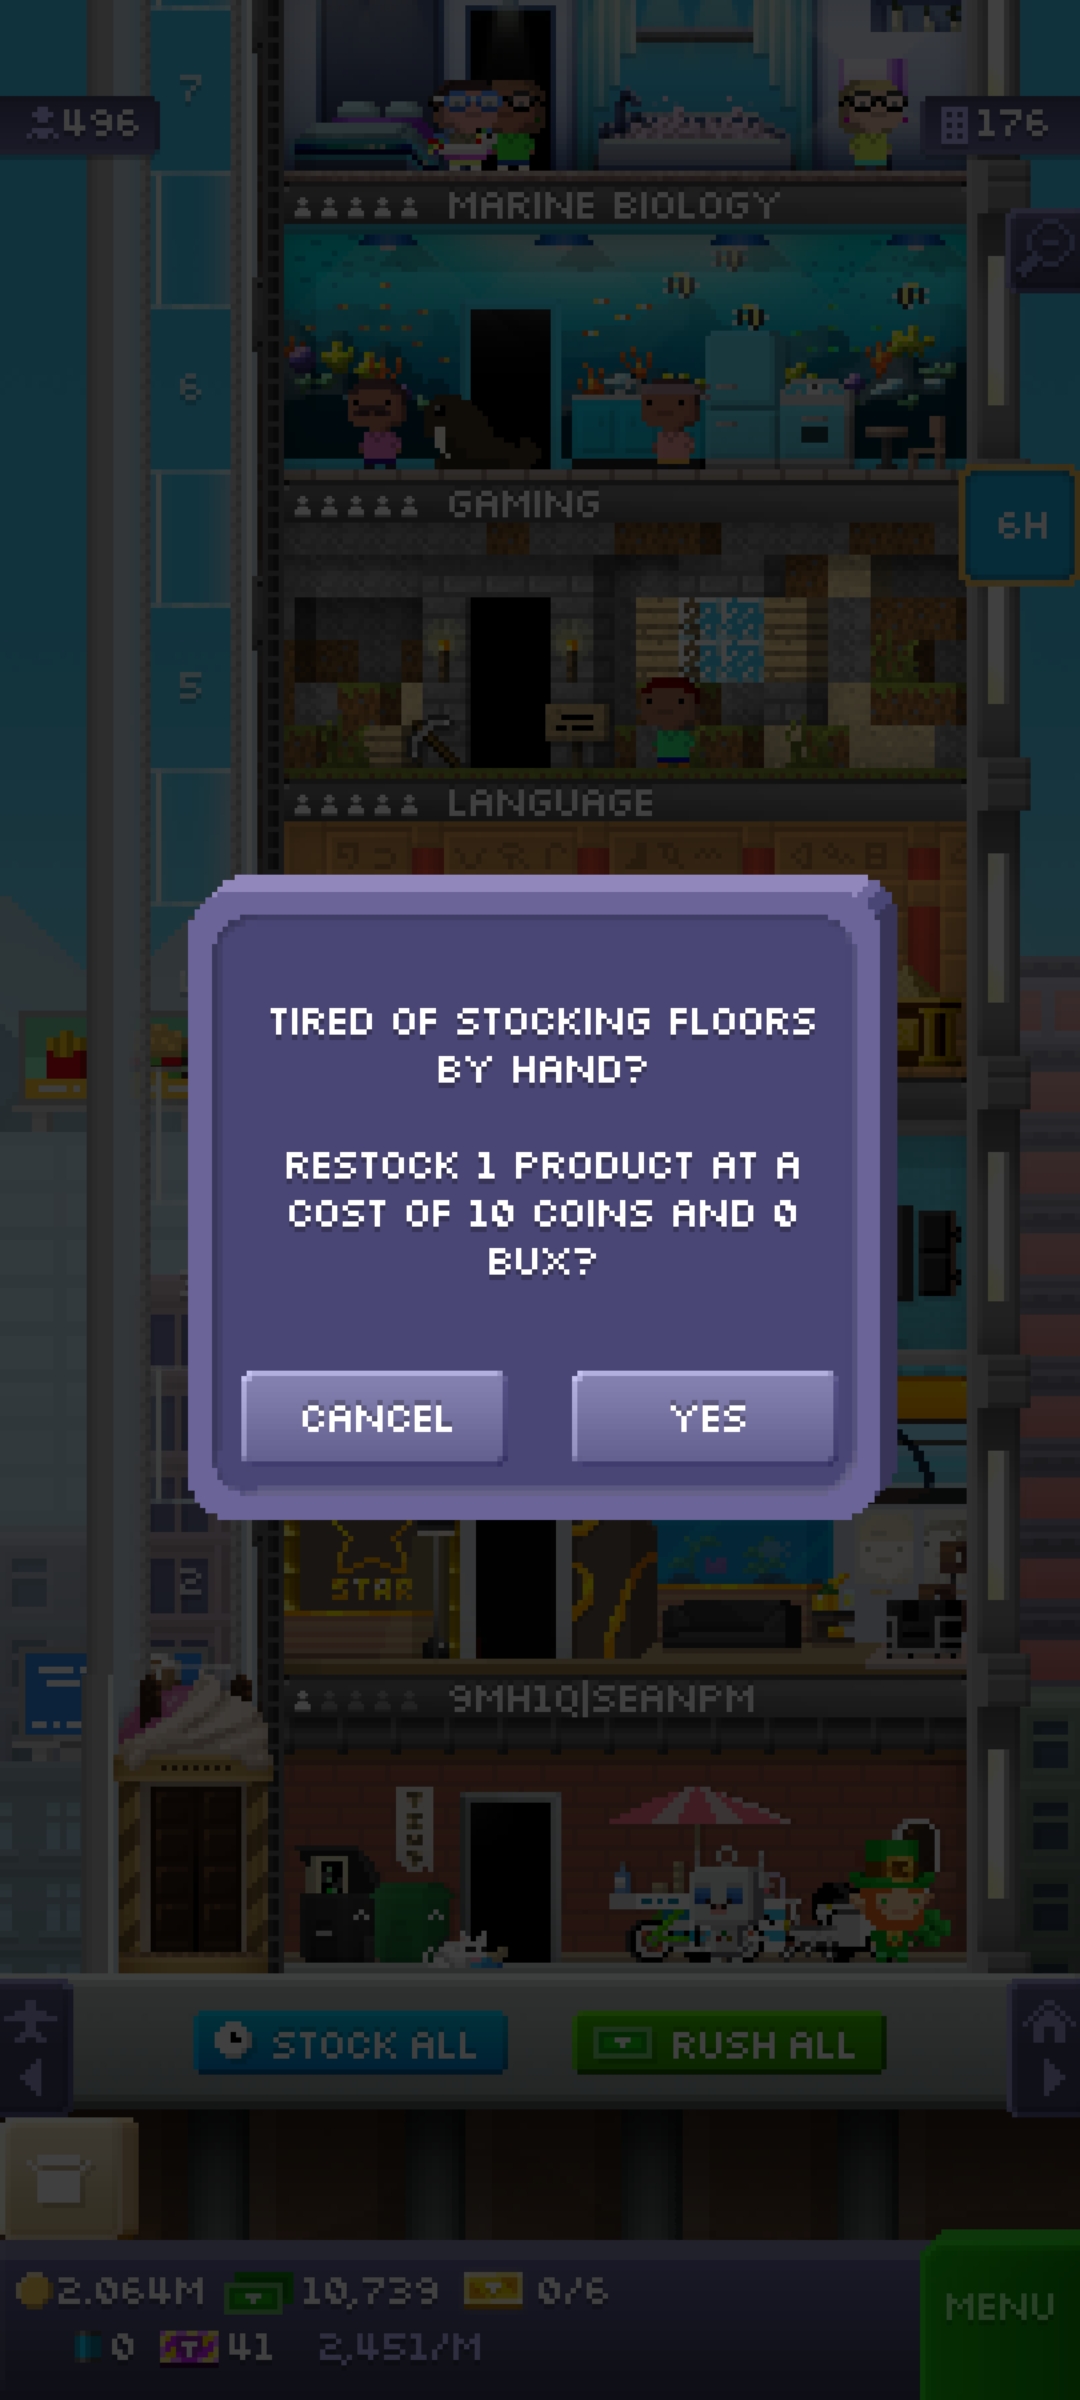 7
496
176
MARINE BIOLOGY
6
GAMING
6H
5
LANGUAGE
TIRED OF STOCKING FLOORS
BY HAND?
RESTOCK 1 PRODUCT AT A
COST OF 10 COINS AND 0
BUX?
CANCEL
YES
STAR
2
9MH1Q|SEANPM
STOCK ALL
RUSH ALL
2.064M
10,739
0/6
MENU
0
41
2,451/M